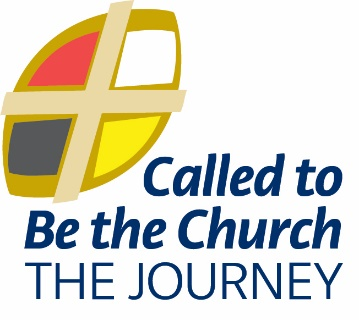 Called to
Be the Church
THE JOURNEY